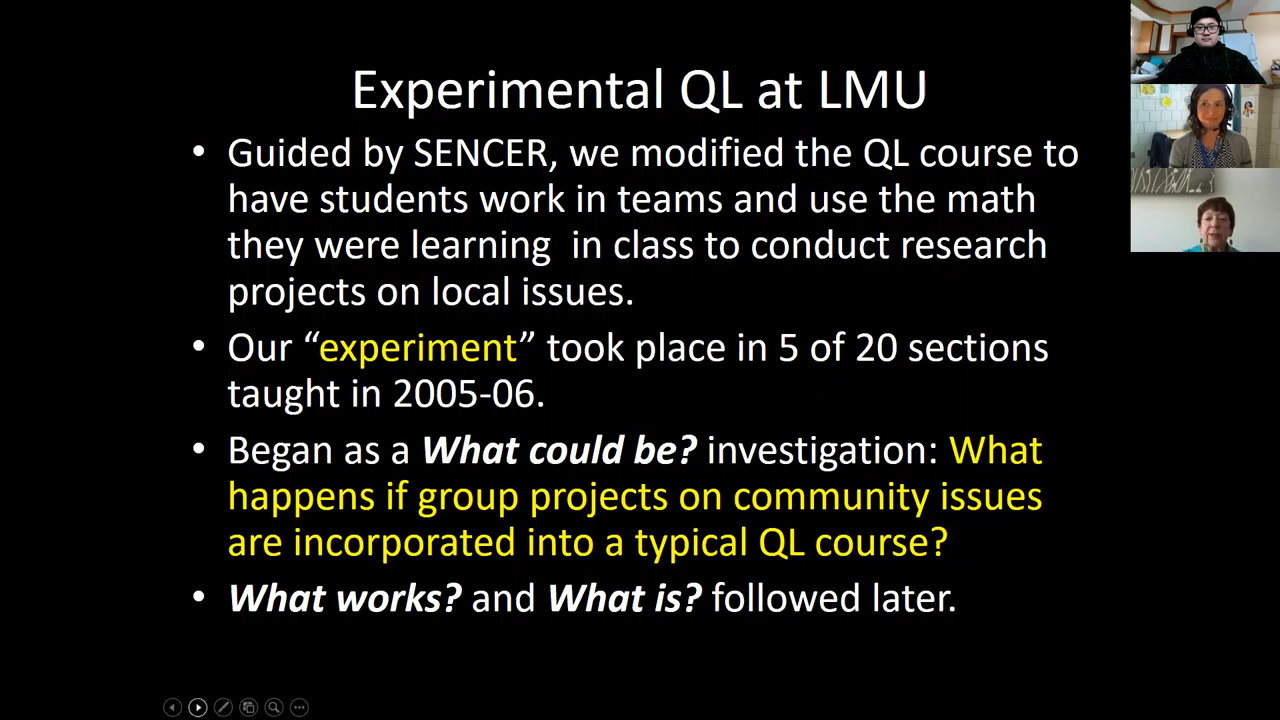 Experimental QL at LMU
• Guided by SENCER, we modified the QL course to
have students work in teams and use the math
they were learning  in class to conduct research
projects on local issues.
• Our “experiment” took place in 5 of 20 sections
taught in 2005-06.
• Began as a What could be? investigation: What
happens if group projects on community issues
are incorporated into a typical QL course?
• What works? and What is? followed later.